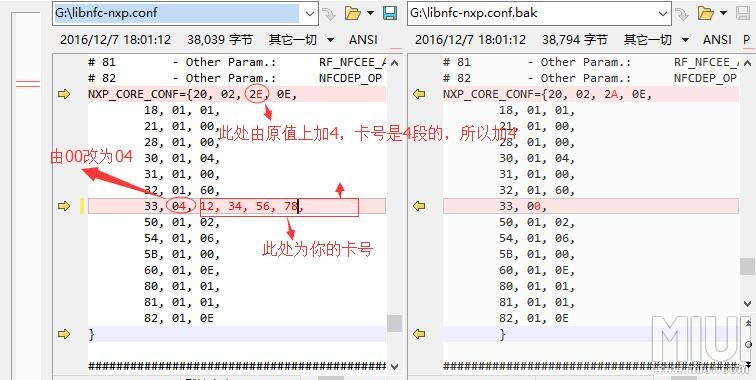 G:\libnfc-nxp.conf
G:\libnfc-nxp.conf.bak
2016/12/7 18:01:12 38,039 字节 其它一切 ANSI
2016/12/7 18:01:12 38,794 字节 其它一切 ANSI P
# 81 - Other Param.: RF_NFCEE_A
# 81 - Other Param.: RF_NFCEE_A
# 82 - Other Param.: NFCDEP_OP
# 82 - Other Param.: NFCDEP_OP
NXP_CORE_CONF={20, 02, 2E, 0E,
NXP_CORE_CONF={20, 02, 2A, 0E,
18, 01, 01,
18, 01, 01,
此处由原值上加4，卡号是4段的，所以加4
21, 01, 00,
21, 01, 00,
28, 01, 00,
28, 01, 00,
由00改为04
30, 01, 04,
30, 01, 04,
31, 01, 00,
31, 01, 00,
32, 01, 60,
32, 01, 60,
33, 04, 12, 34, 56, 78,
33, 00,
50, 01, 02,
50, 01, 02,
54, 01, 06,
54, 01, 06,
此处为你的卡号
5B, 01, 00,
5B, 01, 00,
60, 01, 0E,
60, 01, 0E,
80, 01, 01,
80, 01, 01,
81, 01, 01,
81, 01, 01,
82, 01, 0E
82, 01, 0E
}
}
MIUI
www.miui.com